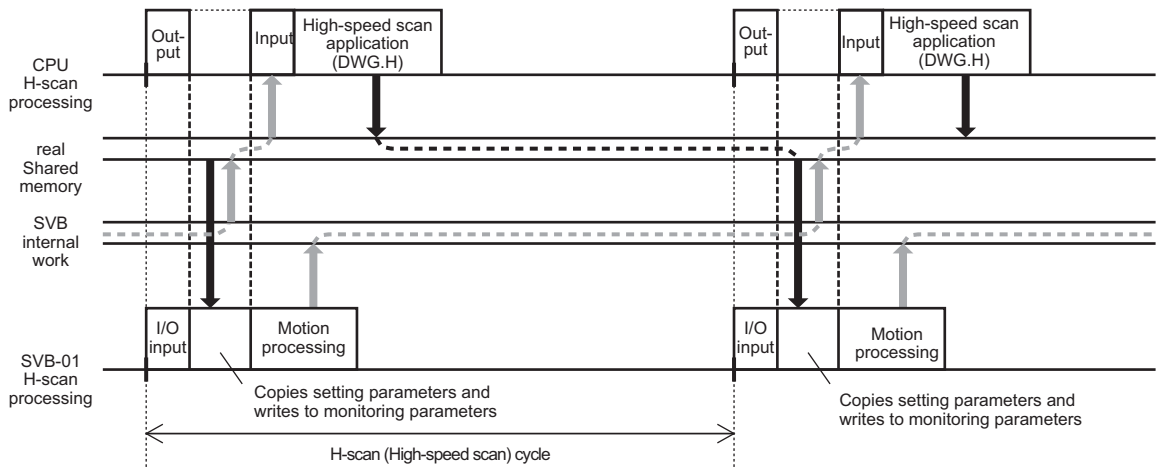 Out-
put
Input
High-speed scan
application
(DWG.H)
Out-
put
Input
High-speed scan
application
(DWG.H)
CPU
H-scan
processing
real
Shared
memory
SVB
internal
work
I/O
input
Motion
processing
I/O
input
Motion
processing
SVB-01
H-scan
processing
Copies setting parameters and
writes to monitoring parameters
Copies setting parameters and
writes to monitoring parameters
H-scan (High-speed scan) cycle